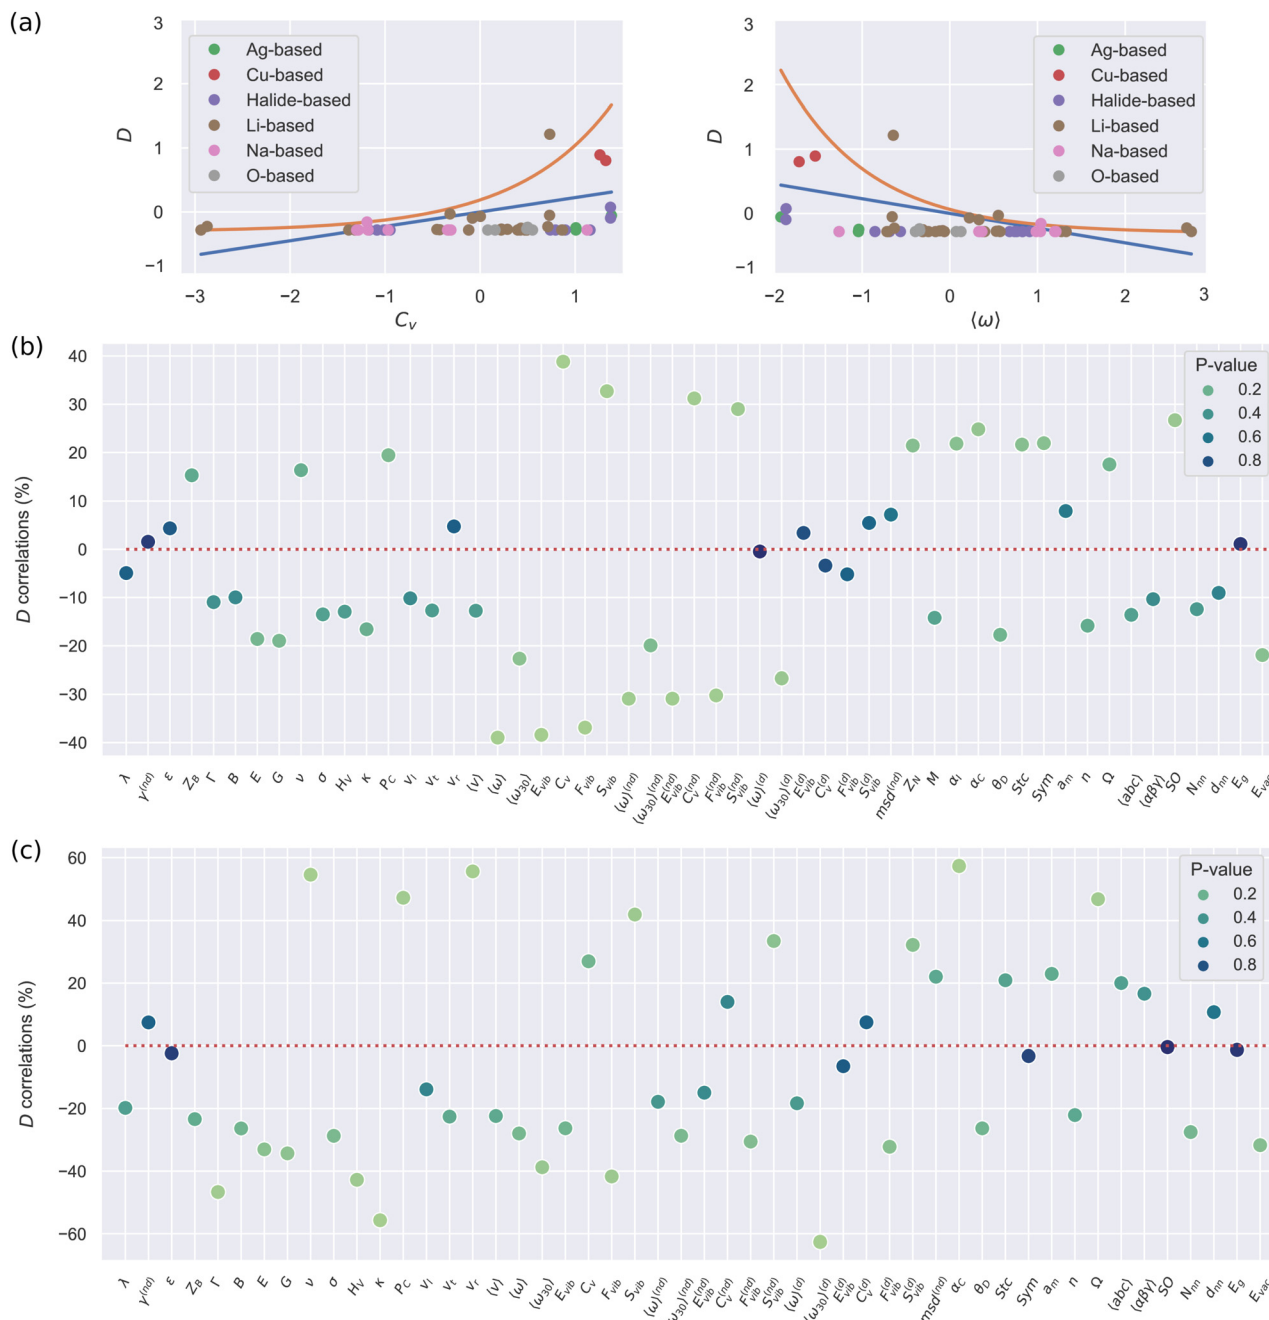 (a)
3
2
1
0
−1
D
Ag-based
Cu-based
Halide-based
Li-based
Na-based
O-based
−3 −2 −1 0 1
C_v
3
2
1
0
−1
D
Ag-based
Cu-based
Halide-based
Li-based
Na-based
O-based
−2 −1 0 1 2 3
⟨ω⟩
(b)
40
30
20
10
0
−10
−20
−30
−40
D correlations (%)
P-value
0.2
0.4
0.6
0.8
λ γ^(nd) ε Z_B Γ B E G ν σ H_V κ P_C v_l v_t v_r ⟨v⟩ ⟨ω⟩ ⟨ω_30⟩ E_vib C_v F_vib S_vib ⟨ω⟩^(nd) ⟨ω_30⟩^(nd) E_vib^(nd) C_v^(nd) F_vib^(nd) S_vib^(nd) ⟨ω⟩^(d) ⟨ω_30⟩^(d) E_vib^(d) C_v^(d) F_vib^(d) S_vib^(d) msd^(nd) Z_N M α_I α_C θ_D Stc Sym a_m n Ω ⟨abc⟩ ⟨αβγ⟩ SO N_nn d_nn E_g E_vac
(c)
60
40
20
0
−20
−40
−60
D correlations (%)
P-value
0.2
0.4
0.6
0.8
λ γ^(nd) ε Z_B Γ B E G ν σ H_V κ P_C v_l v_t v_r ⟨v⟩ ⟨ω⟩ ⟨ω_30⟩ E_vib C_v F_vib S_vib ⟨ω⟩^(nd) ⟨ω_30⟩^(nd) E_vib^(nd) C_v^(nd) F_vib^(nd) S_vib^(nd) ⟨ω⟩^(d) ⟨ω_30⟩^(d) E_vib^(d) C_v^(d) F_vib^(d) S_vib^(d) msd^(nd) α_C θ_D Stc Sym a_m n Ω ⟨abc⟩ ⟨αβγ⟩ SO N_nn d_nn E_g E_vac